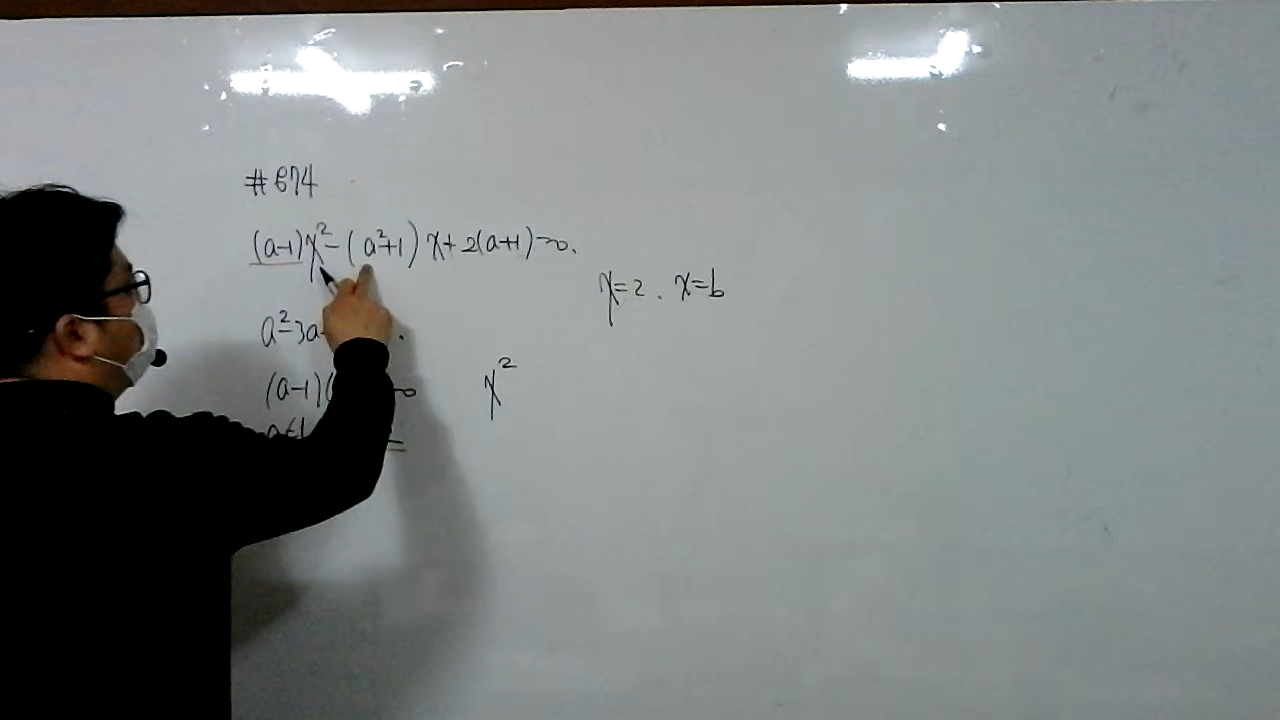 #674
(a-1)x²-(a²+1)x+2(a+1)=0.
x=2. x=b
a²-3a
(a-1)(
x²